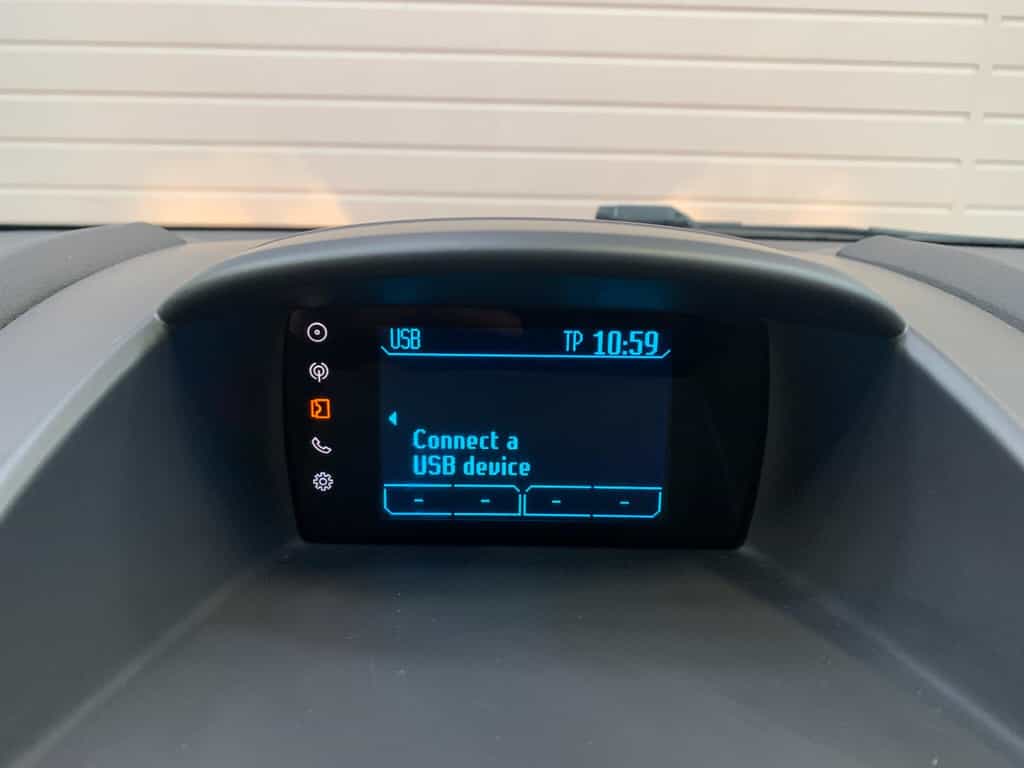 USB TP 10:59
Connect a
USB device
- - - -